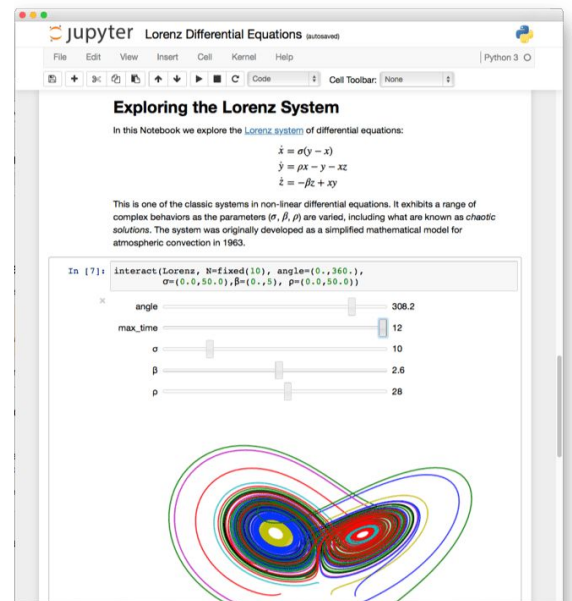 Jupyter Lorenz Differential Equations (autosaved)
File Edit View Insert Cell Kernel Help Python 3
Code Cell Toolbar: None
Exploring the Lorenz System
In this Notebook we explore the Lorenz system of differential equations:
ẋ = σ(y − x)
ẏ = ρx − y − xz
ż = −βz + xy
This is one of the classic systems in non-linear differential equations. It exhibits a range of
complex behaviors as the parameters (σ, β, ρ) are varied, including what are known as chaotic
solutions. The system was originally developed as a simplified mathematical model for
atmospheric convection in 1963.
In [7]: interact(Lorenz, N=fixed(10), angle=(0.,360.),
σ=(0.0,50.0),β=(0.,5), ρ=(0.0,50.0))
angle 308.2
max_time 12
σ 10
β 2.6
ρ 28